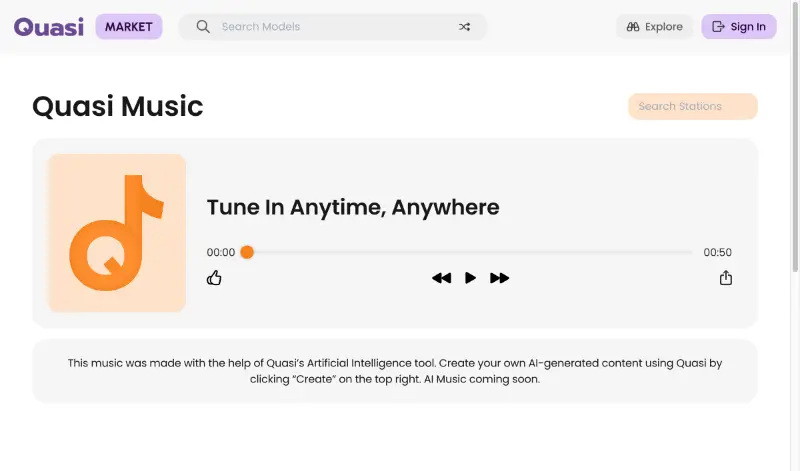 Quasi MARKET Search Models Explore Sign In
Quasi Music Search Stations
Tune In Anytime, Anywhere
00:00 00:50
This music was made with the help of Quasi’s Artificial Intelligence tool. Create your own AI-generated content using Quasi by
clicking “Create” on the top right. AI Music coming soon.